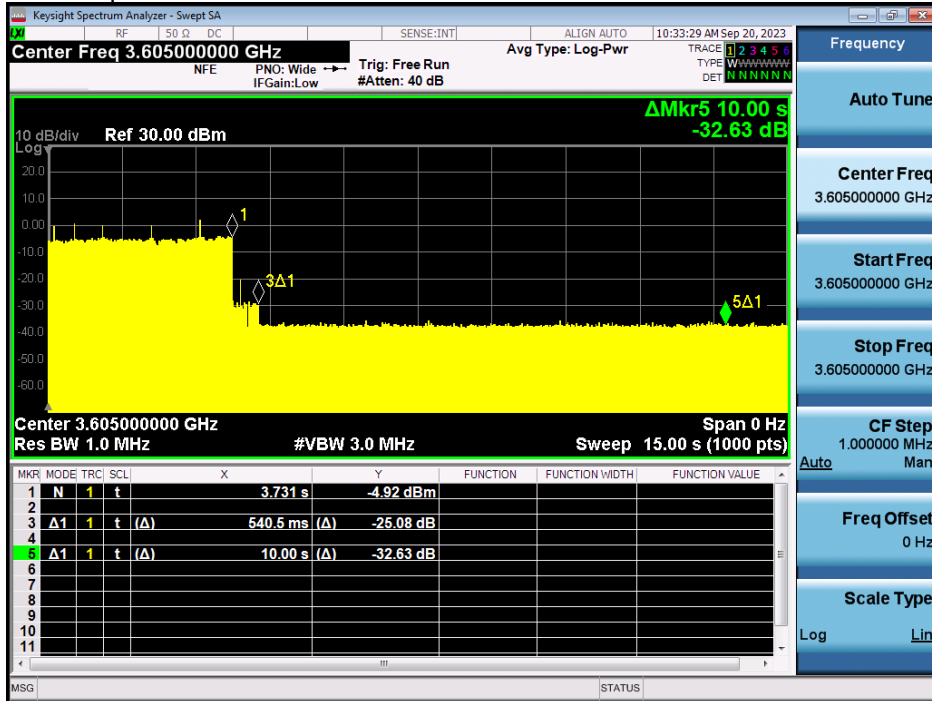 Keysight Spectrum Analyzer - Swept SA
LXI RF 50 Ω DC SENSE:INT ALIGN AUTO 10:33:29 AM Sep 20, 2023
Center Freq 3.605000000 GHz
NFE
PNO: Wide
IFGain:Low
Trig: Free Run
#Atten: 40 dB
Avg Type: Log-Pwr
TRACE 1 2 3 4 5 6
TYPE WWWWWW
DET N N N N N N
ΔMkr5 10.00 s
-32.63 dB
10 dB/div Ref 30.00 dBm
Log
20.0
10.0
0.00
-10.0
-20.0
-30.0
-40.0
-50.0
-60.0
1
3Δ1
5Δ1
Center 3.605000000 GHz Span 0 Hz
Res BW 1.0 MHz #VBW 3.0 MHz Sweep 15.00 s (1000 pts)
MKR MODE TRC SCL X Y FUNCTION FUNCTION WIDTH FUNCTION VALUE
1 N 1 t 3.731 s -4.92 dBm
2
3 Δ1 1 t (Δ) 540.5 ms (Δ) -25.08 dB
4
5 Δ1 1 t (Δ) 10.00 s (Δ) -32.63 dB
6
7
8
9
10
11
MSG STATUS
Frequency
Auto Tune
Center Freq
3.605000000 GHz
Start Freq
3.605000000 GHz
Stop Freq
3.605000000 GHz
CF Step
1.000000 MHz
Auto Man
Freq Offset
0 Hz
Scale Type
Log Lin